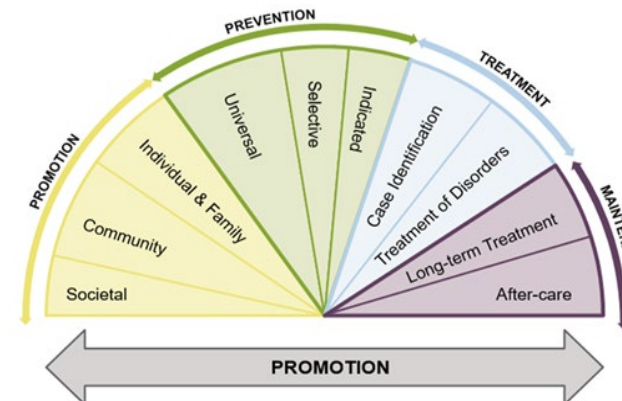 PREVENTION
TREATMENT
PROMOTION
Universal
Selective
Indicated
Case Identification
Individual & Family
Treatment of Disorders
Community
Long-term Treatment
Societal
After-care
PROMOTION